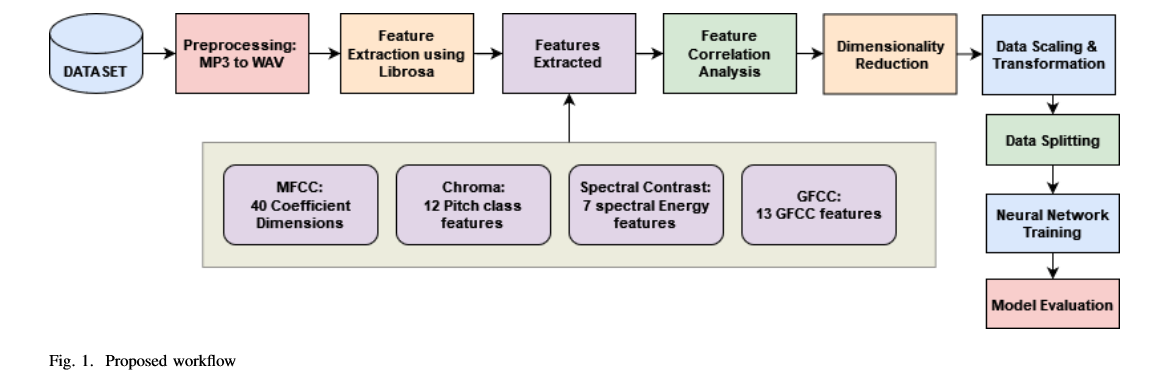 DATASET
Preprocessing:
MP3 to WAV
Feature
Extraction using
Librosa
Features
Extracted
Feature
Correlation
Analysis
Dimensionality
Reduction
Data Scaling &
Transformation
Data Splitting
Neural Network
Training
Model Evaluation
MFCC:
40 Coefficient
Dimensions
Chroma:
12 Pitch class
features
Spectral Contrast:
7 spectral Energy
features
GFCC:
13 GFCC features
Fig. 1. Proposed workflow